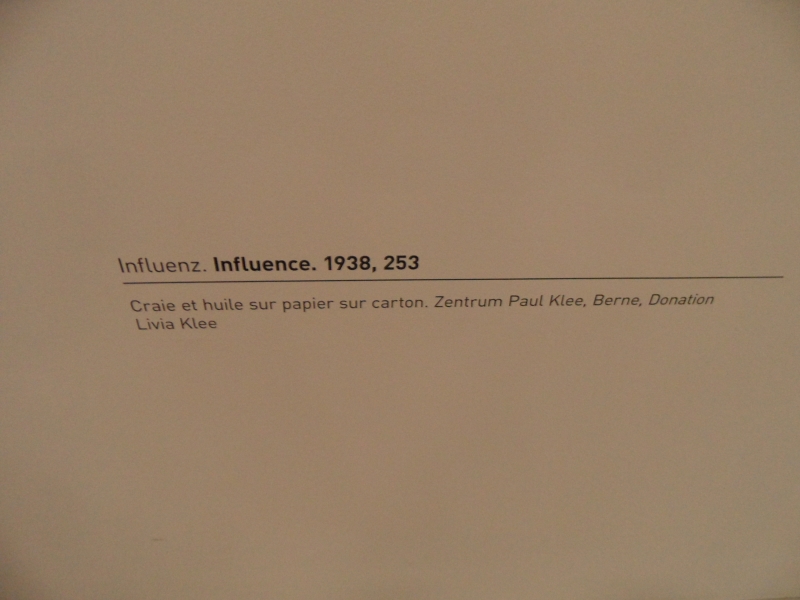 Influenz. Influence. 1938, 253
Craie et huile sur papier sur carton. Zentrum Paul Klee, Berne, Donation
Livia Klee